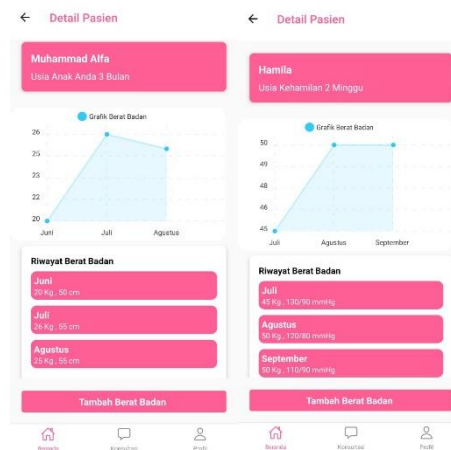 Detail Pasien
Muhammad Alfa
Usia Anak Anda 3 Bulan
Grafik Berat Badan
26
25
23
22
20
Juni Juli Agustus
Riwayat Berat Badan
Juni
20 Kg , 50 cm
Juli
26 Kg , 55 cm
Agustus
25 Kg , 55 cm
Tambah Berat Badan
Beranda Konsultasi Profil
Detail Pasien
Hamila
Usia Kehamilan 2 Minggu
Grafik Berat Badan
50
49
48
46
45
Juli Agustus September
Riwayat Berat Badan
Juli
45 Kg , 130/90 mmHg
Agustus
50 Kg , 120/80 mmHg
September
50 Kg , 110/90 mmHg
Tambah Berat Badan
Beranda Konsultasi Profil